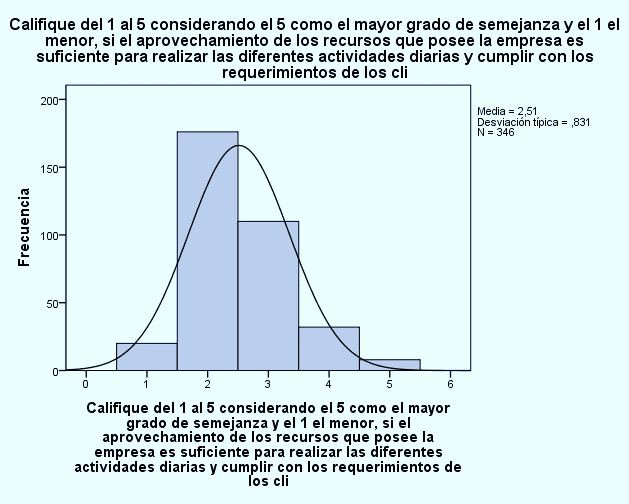 Califique del 1 al 5 considerando el 5 como el mayor grado de semejanza y el 1 el
menor, si el aprovechamiento de los recursos que posee la empresa es
suficiente para realizar las diferentes actividades diarias y cumplir con los
requerimientos de los cli
Media = 2,51
Desviación típica = ,831
N = 346
Frecuencia
200
150
100
50
0
0 1 2 3 4 5 6
Califique del 1 al 5 considerando el 5 como el mayor
grado de semejanza y el 1 el menor, si el
aprovechamiento de los recursos que posee la
empresa es suficiente para realizar las diferentes
actividades diarias y cumplir con los requerimientos de
los cli